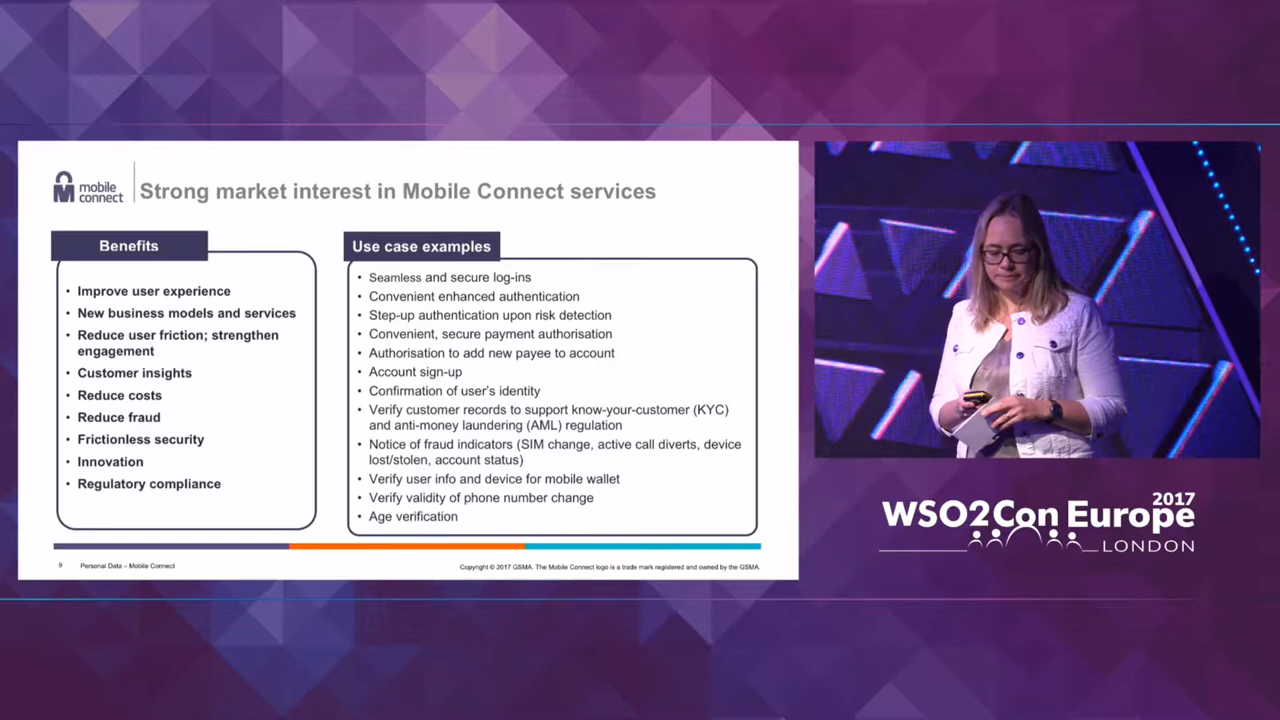 mobile
connect
Strong market interest in Mobile Connect services
Benefits
• Improve user experience
• New business models and services
• Reduce user friction; strengthen
engagement
• Customer insights
• Reduce costs
• Reduce fraud
• Frictionless security
• Innovation
• Regulatory compliance
Use case examples
• Seamless and secure log-ins
• Convenient enhanced authentication
• Step-up authentication upon risk detection
• Convenient, secure payment authorisation
• Authorisation to add new payee to account
• Account sign-up
• Confirmation of user's identity
• Verify customer records to support know-your-customer (KYC)
and anti-money laundering (AML) regulation
• Notice of fraud indicators (SIM change, active call diverts, device
lost/stolen, account status)
• Verify user info and device for mobile wallet
• Verify validity of phone number change
• Age verification
9 Personal Data – Mobile Connect
Copyright © 2017 GSMA. The Mobile Connect logo is a trade mark registered and owned by the GSMA.
2017
WSO2Con Europe
LONDON